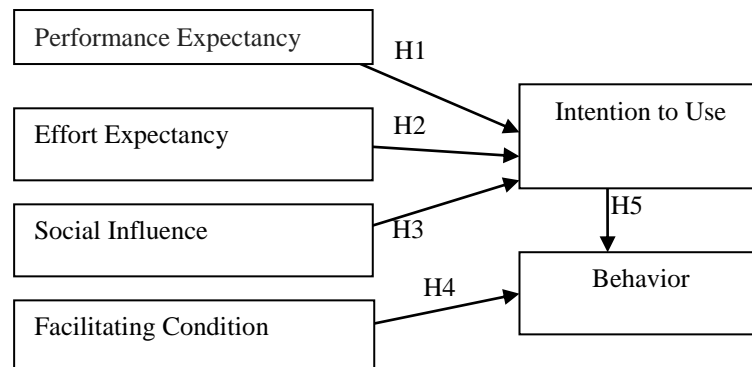 Performance Expectancy
H1
Intention to Use
H2
Effort Expectancy
H5
Social Influence
H3
Behavior
H4
Facilitating Condition